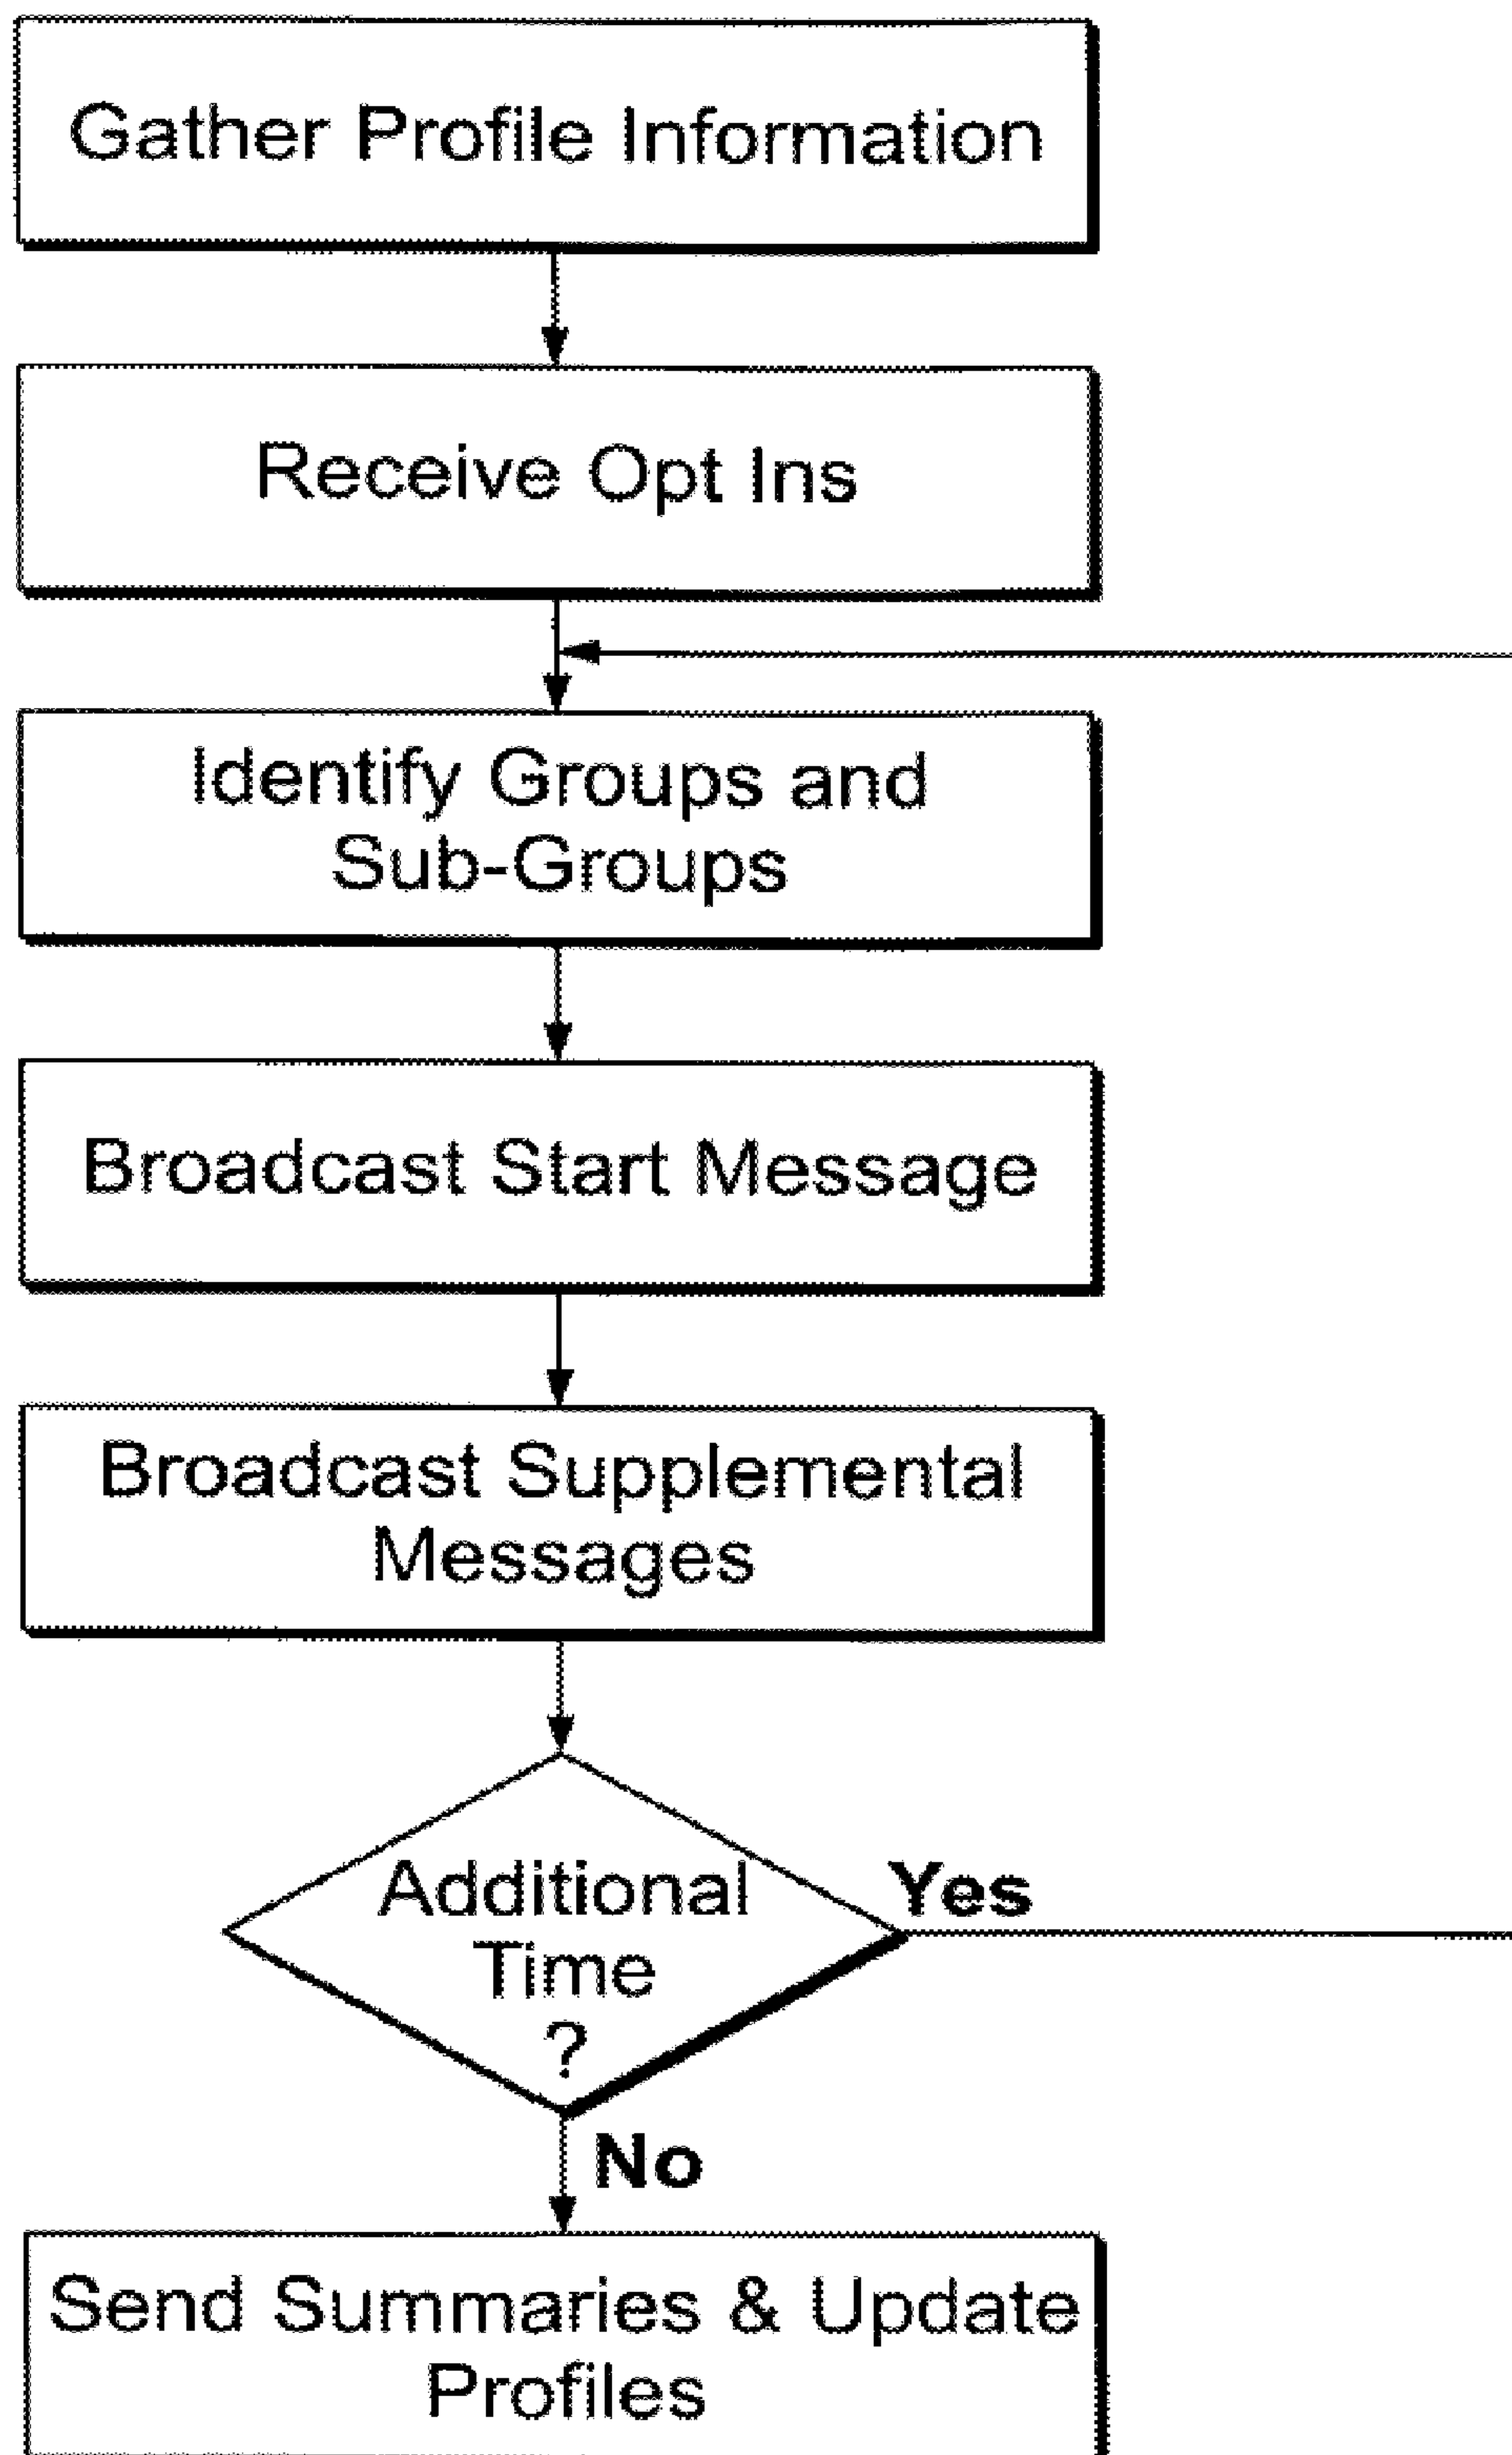 Gather Profile Information
Receive Opt Ins
Identify Groups and
Sub-Groups
Broadcast Start Message
Broadcast Supplemental
Messages
Additional
Time
?
Yes
No
Send Summaries & Update
Profiles